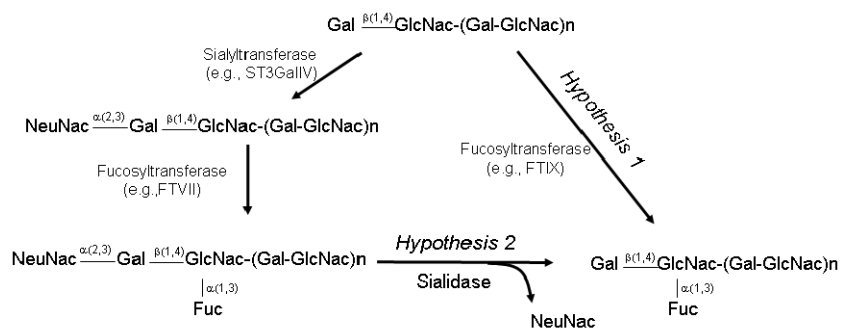 Gal β(1,4) GlcNac-(Gal-GlcNac)n
Sialyltransferase
(e.g., ST3GalIV)
Hypothesis 1
NeuNac α(2,3) Gal β(1,4) GlcNac-(Gal-GlcNac)n
Fucosyltransferase
(e.g., FTIX)
Fucosyltransferase
(e.g.,FTVII)
NeuNac α(2,3) Gal β(1,4) GlcNac-(Gal-GlcNac)n
α(1,3)
Fuc
Hypothesis 2
Sialidase
NeuNac
Gal β(1,4) GlcNac-(Gal-GlcNac)n
α(1,3)
Fuc